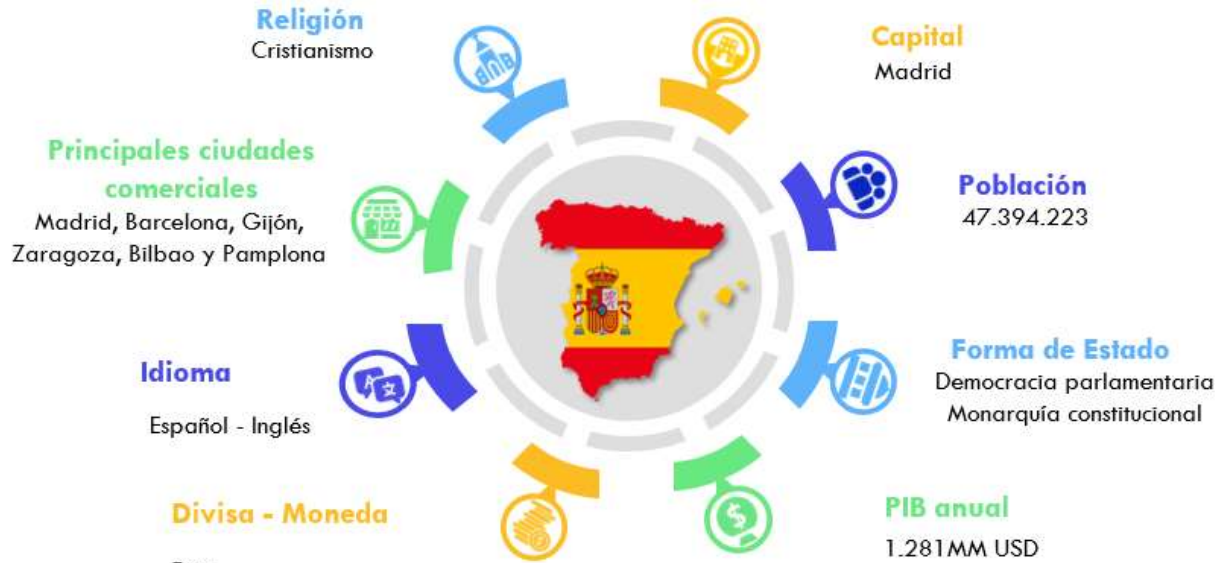 Religión
Cristianismo
Capital
Madrid
Principales ciudades
comerciales
Madrid, Barcelona, Gijón,
Zaragoza, Bilbao y Pamplona
Población
47.394.223
Idioma
Español - Inglés
Forma de Estado
Democracia parlamentaria
Monarquía constitucional
Divisa - Moneda
PIB anual
1.281MM USD